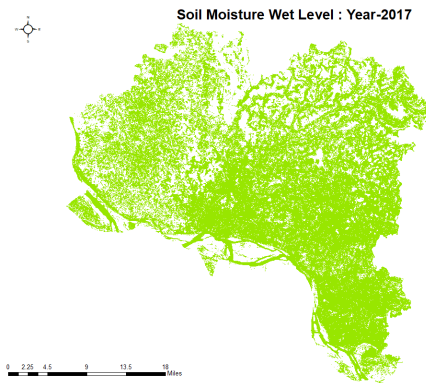 Soil Moisture Wet Level : Year-2017
N
W E
S
0 2.25 4.5 9 13.5 18
Miles